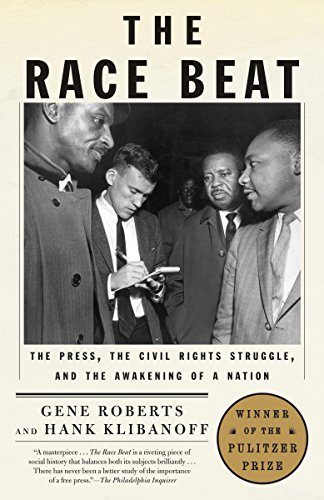 THE
RACE BEAT
THE PRESS, THE CIVIL RIGHTS STRUGGLE,
AND THE AWAKENING OF A NATION
GENE ROBERTS
AND HANK KLIBANOFF
"A masterpiece . . . The Race Beat is a riveting piece of
social history that balances both its subjects brilliantly . . .
There has never been a better study of the importance
of a free press."—The Philadelphia Inquirer
WINNER
OF THE
PULITZER
PRIZE